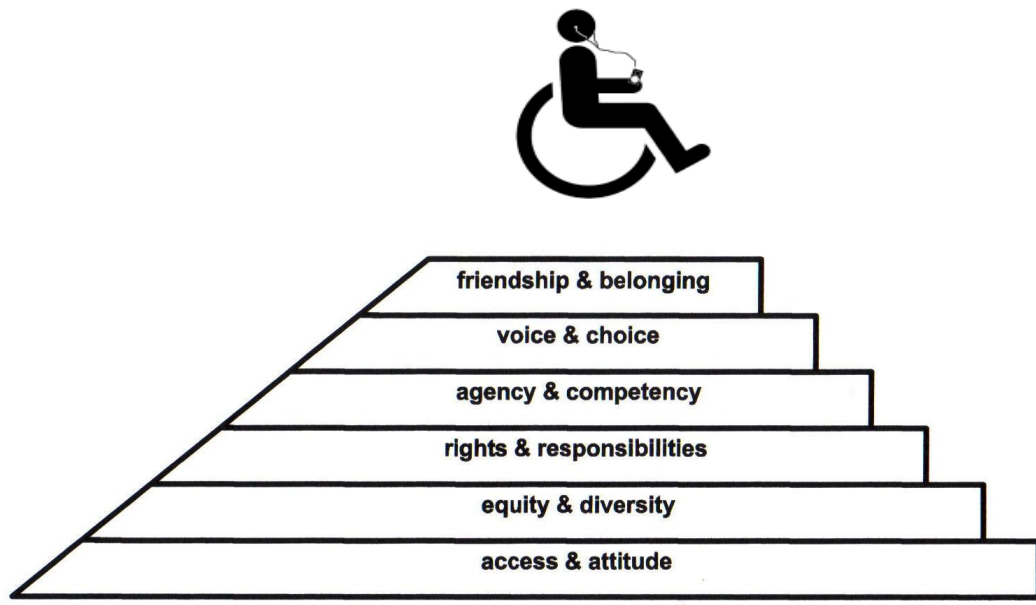 friendship & belonging
voice & choice
agency & competency
rights & responsibilities
equity & diversity
access & attitude